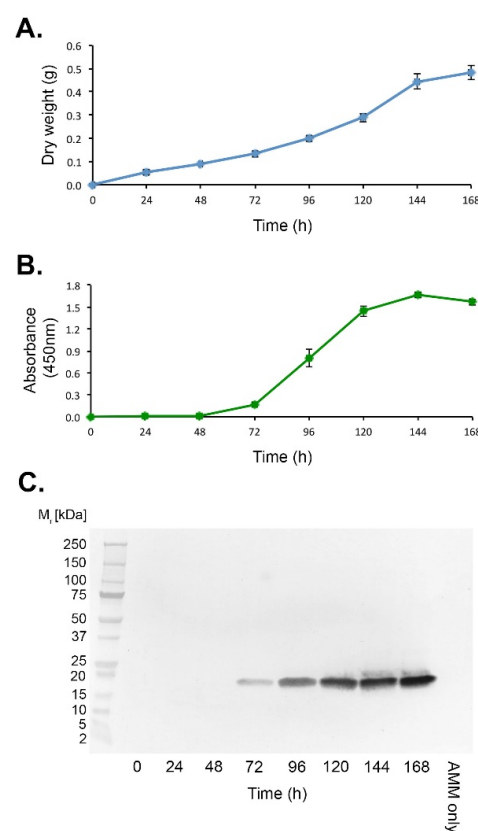 A.
Dry weight (g)
0.6
0.5
0.4
0.3
0.2
0.1
0.0
0 24 48 72 96 120 144 168
Time (h)
B.
Absorbance
(450nm)
1.8
1.5
1.2
0.9
0.6
0.3
0.0
0 24 48 72 96 120 144 168
Time (h)
C.
Mr [kDa]
250
150
100
75
50
37
25
20
15
10
5
2
0 24 48 72 96 120 144 168 AMM only
Time (h)